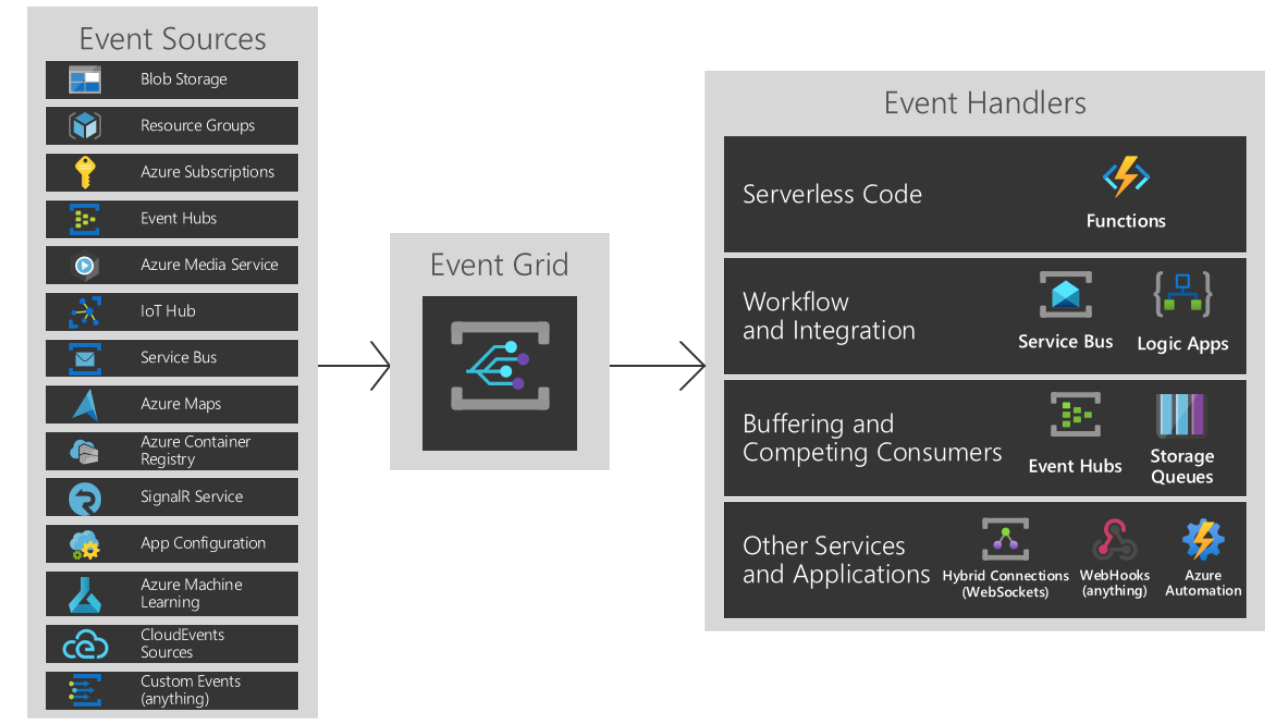 Event Sources
Blob Storage
Resource Groups
Azure Subscriptions
Event Hubs
Azure Media Service
IoT Hub
Service Bus
Azure Maps
Azure Container
Registry
SignalR Service
App Configuration
Azure Machine
Learning
CloudEvents
Sources
Custom Events
(anything)
Event Grid
Event Handlers
Serverless Code
Functions
Workflow
and Integration
Service Bus
Logic Apps
Buffering and
Competing Consumers
Event Hubs
Storage
Queues
Other Services
and Applications
Hybrid Connections
(WebSockets)
WebHooks
(anything)
Azure
Automation